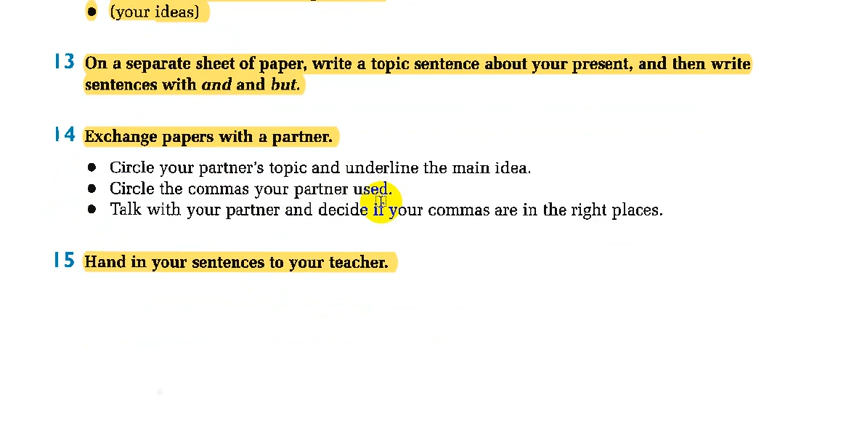 ● (your ideas)
13 On a separate sheet of paper, write a topic sentence about your present, and then write
sentences with and and but.
14 Exchange papers with a partner.
● Circle your partner's topic and underline the main idea.
● Circle the commas your partner used.
● Talk with your partner and decide if your commas are in the right places.
15 Hand in your sentences to your teacher.